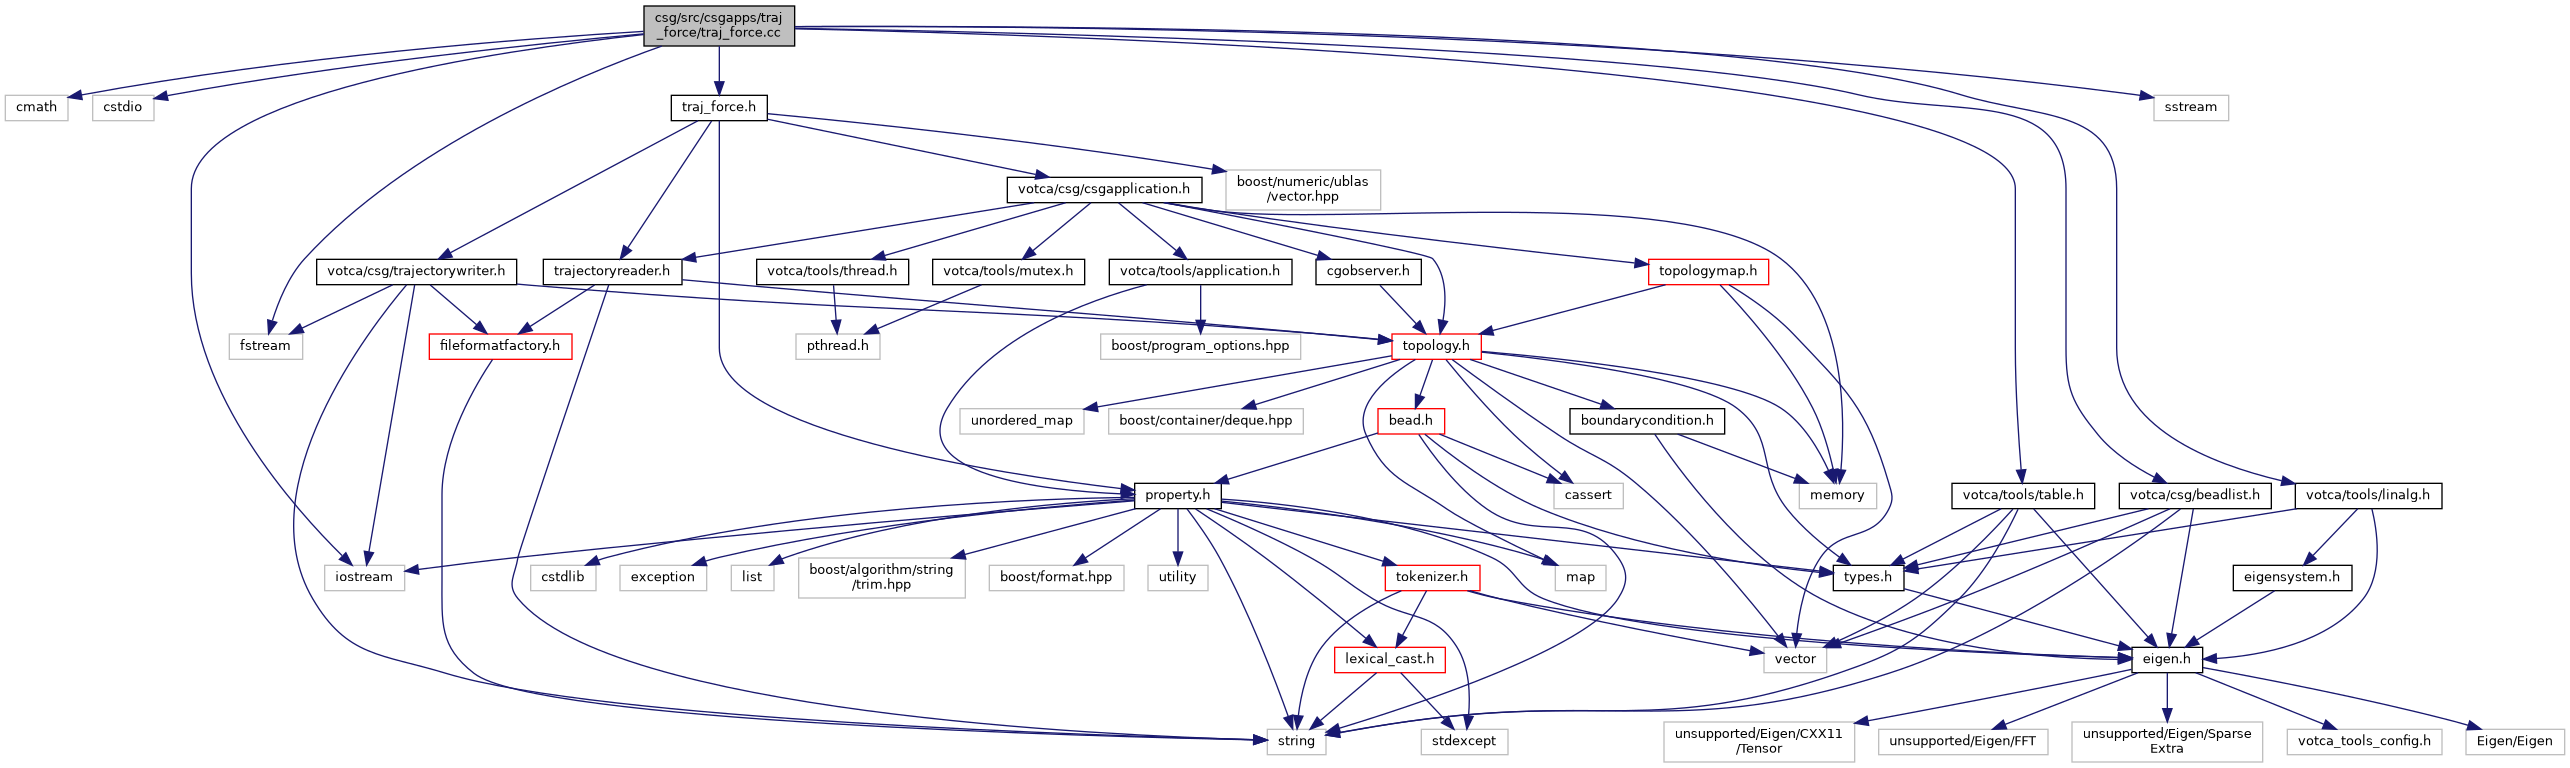 csg/src/csgapps/traj
_force/traj_force.cc
cmath
cstdio
traj_force.h
sstream
votca/csg/csgapplication.h
boost/numeric/ublas
/vector.hpp
votca/csg/trajectorywriter.h
trajectoryreader.h
votca/tools/thread.h
votca/tools/mutex.h
votca/tools/application.h
cgobserver.h
topologymap.h
fstream
fileformatfactory.h
pthread.h
boost/program_options.hpp
topology.h
unordered_map
boost/container/deque.hpp
bead.h
boundarycondition.h
property.h
cassert
memory
votca/tools/table.h
votca/csg/beadlist.h
votca/tools/linalg.h
iostream
cstdlib
exception
list
boost/algorithm/string
/trim.hpp
boost/format.hpp
utility
tokenizer.h
map
types.h
eigensystem.h
lexical_cast.h
vector
eigen.h
string
stdexcept
unsupported/Eigen/CXX11
/Tensor
unsupported/Eigen/FFT
unsupported/Eigen/Sparse
Extra
votca_tools_config.h
Eigen/Eigen